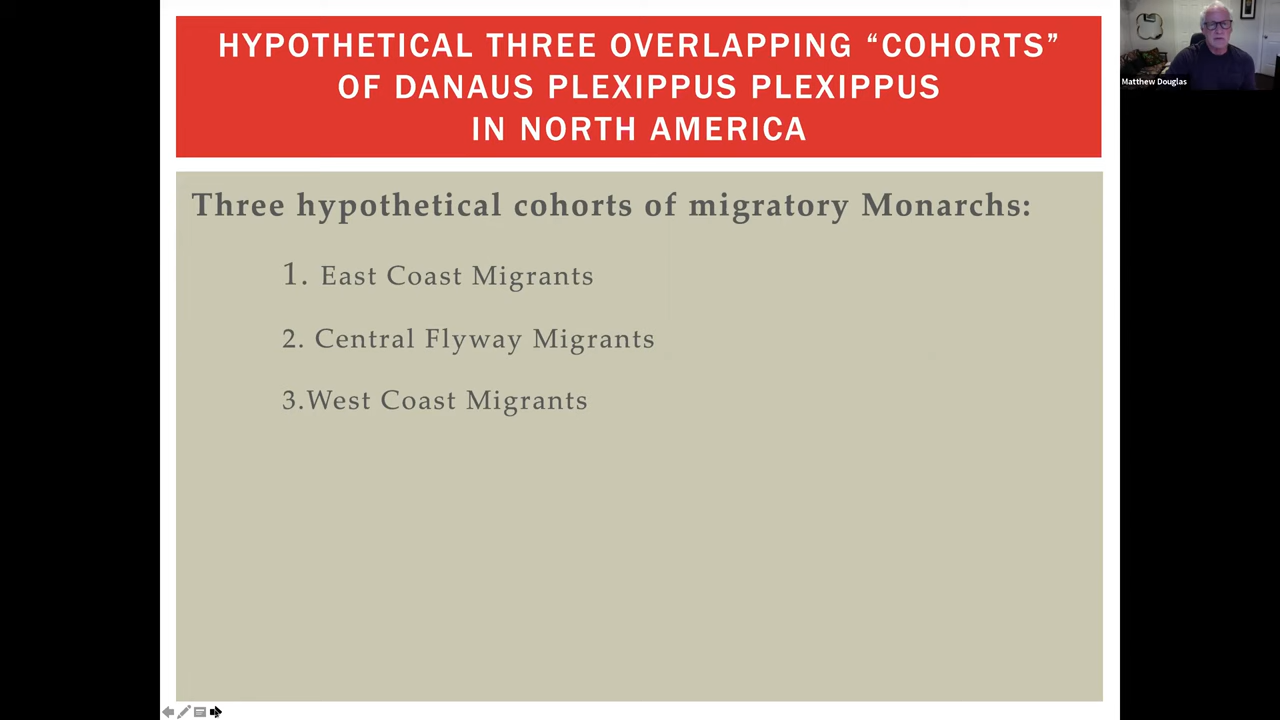 HYPOTHETICAL THREE OVERLAPPING “COHORTS”
OF DANAUS PLEXIPPUS PLEXIPPUS
IN NORTH AMERICA
Matthew Douglas
Three hypothetical cohorts of migratory Monarchs:
1. East Coast Migrants
2. Central Flyway Migrants
3.West Coast Migrants